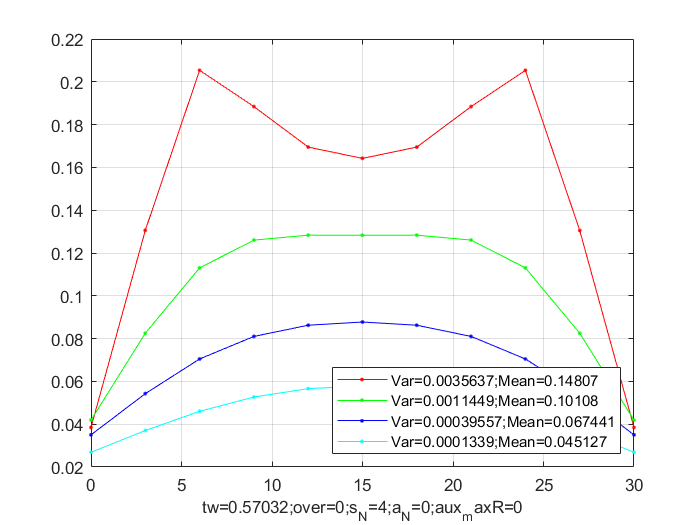 0.22
0.2
0.18
0.16
0.14
0.12
0.1
0.08
0.06
0.04
0.02
Var=0.0035637;Mean=0.14807
Var=0.0011449;Mean=0.10108
Var=0.00039557;Mean=0.067441
Var=0.0001339;Mean=0.045127
0 5 10 15 20 25 30
tw=0.57032;over=0;s_N=4;a_N=0;aux_maxR=0